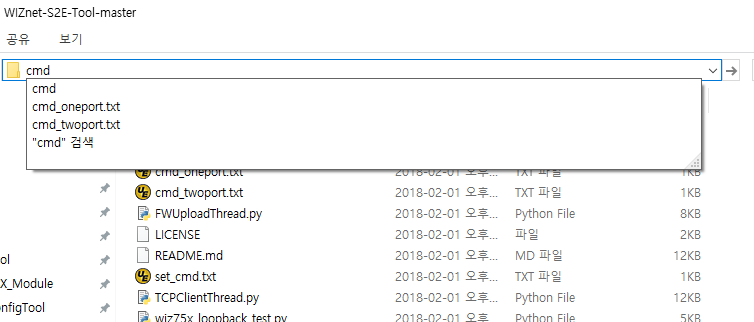 WIZnet-S2E-Tool-master
공유 보기
cmd
cmd
cmd_oneport.txt
cmd_twoport.txt
"cmd" 검색
cmd_oneport.txt 2018-02-01 오후... TXT 파일 1KB
cmd_twoport.txt 2018-02-01 오후... TXT 파일 1KB
FWUploadThread.py 2018-02-01 오후... Python File 8KB
LICENSE 2018-02-01 오후... 파일 2KB
README.md 2018-02-01 오후... MD 파일 12KB
ol set_cmd.txt 2018-02-01 오후... TXT 파일 1KB
X_Module TCPClientThread.py 2018-02-01 오후... Python File 12KB
nfigTool wiz75x_loopback_test.py 2018-02-01 오후... Python File 5KB